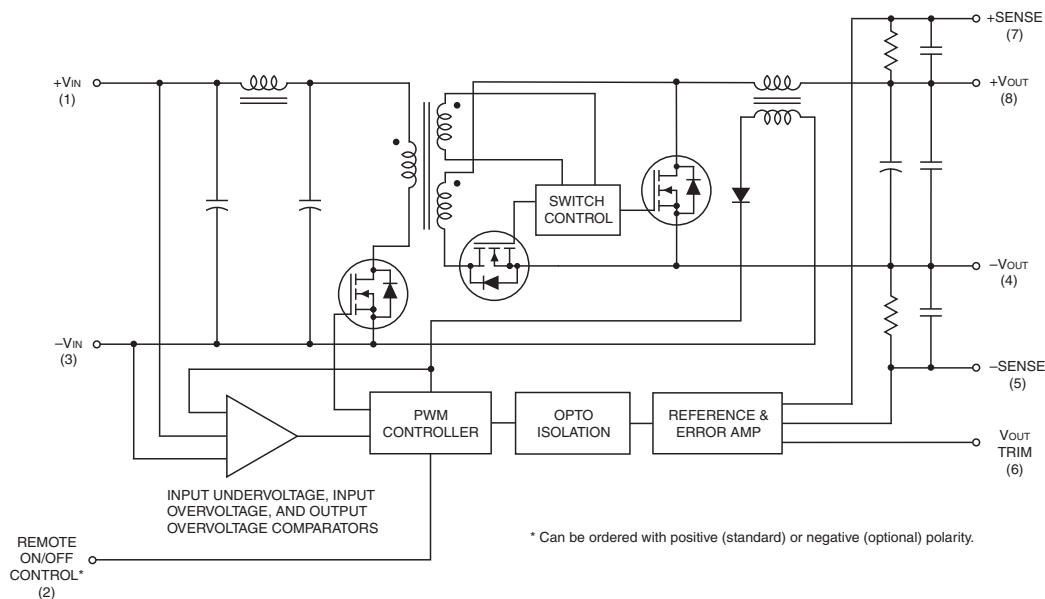 +SENSE
(7)
+VIN
(1)
+VOUT
(8)
SWITCH
CONTROL
–VOUT
(4)
–VIN
(3)
–SENSE
(5)
PWM
CONTROLLER
OPTO
ISOLATION
REFERENCE &
ERROR AMP
VOUT
TRIM
(6)
INPUT UNDERVOLTAGE, INPUT
OVERVOLTAGE, AND OUTPUT
OVERVOLTAGE COMPARATORS
REMOTE
ON/OFF
CONTROL*
(2)
* Can be ordered with positive (standard) or negative (optional) polarity.